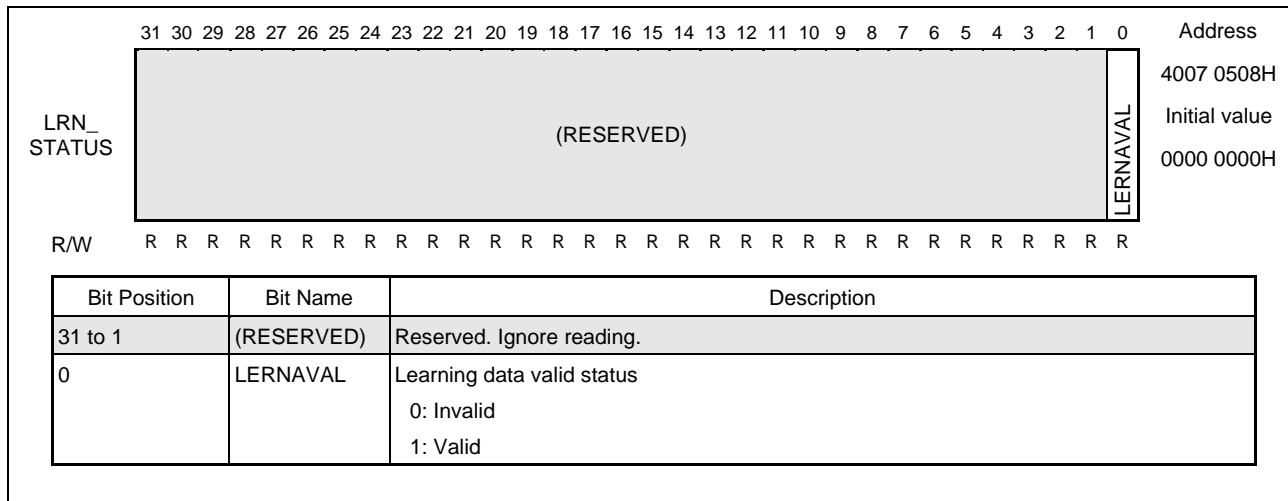 31 30 29 28 27 26 25 24 23 22 21 20 19 18 17 16 15 14 13 12 11 10 9 8 7 6 5 4 3 2 1 0 Address
4007 0508H
Initial value
0000 0000H
LRN_
STATUS
(RESERVED)
LERNAVAL
R/W R R R R R R R R R R R R R R R R R R R R R R R R R R R R R R R R
Bit Position Bit Name Description
31 to 1 (RESERVED) Reserved. Ignore reading.
0 LERNAVAL Learning data valid status
0: Invalid
1: Valid